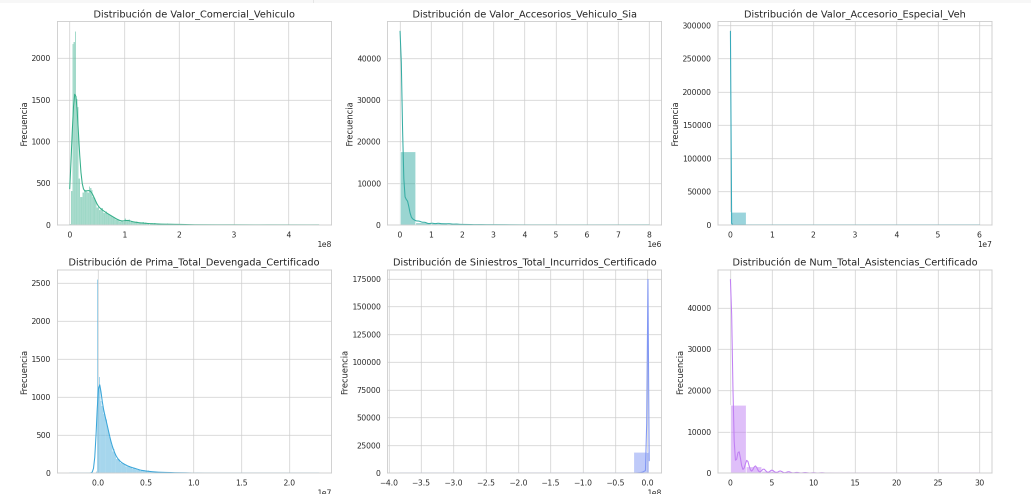 Distribución de Valor_Comercial_Vehiculo
Frecuencia
2000
1500
1000
500
0
0 1 2 3 4
1e8
Distribución de Valor_Accesorios_Vehiculo_Sia
Frecuencia
40000
30000
20000
10000
0
0 1 2 3 4 5 6 7 8
1e6
Distribución de Valor_Accesorio_Especial_Veh
Frecuencia
300000
250000
200000
150000
100000
50000
0
0 1 2 3 4 5 6
1e7
Distribución de Prima_Total_Devengada_Certificado
Frecuencia
2500
2000
1500
1000
500
0
0.0 0.5 1.0 1.5 2.0
1e7
Distribución de Siniestros_Total_Incurridos_Certificado
Frecuencia
175000
150000
125000
100000
75000
50000
25000
0
−4.0 −3.5 −3.0 −2.5 −2.0 −1.5 −1.0 −0.5 0.0
1e8
Distribución de Num_Total_Asistencias_Certificado
Frecuencia
40000
30000
20000
10000
0
0 5 10 15 20 25 30